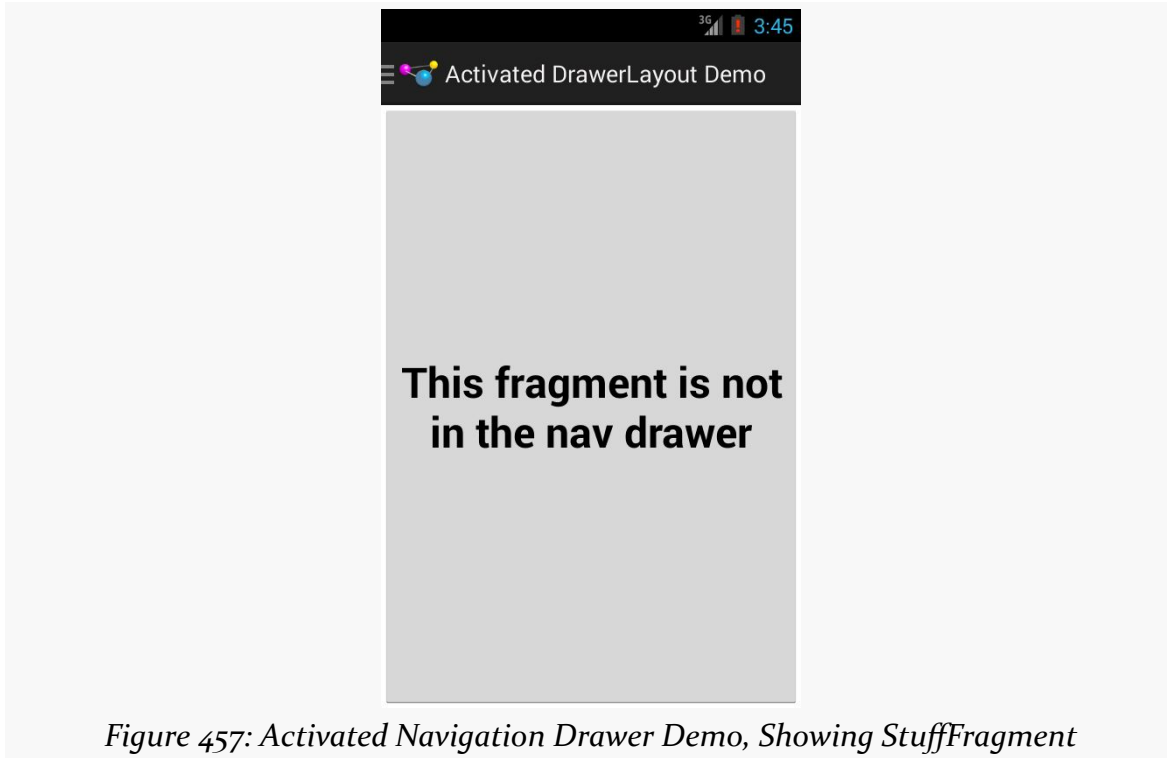 3G 3:45
Activated DrawerLayout Demo
This fragment is not
in the nav drawer
Figure 457: Activated Navigation Drawer Demo, Showing StuffFragment